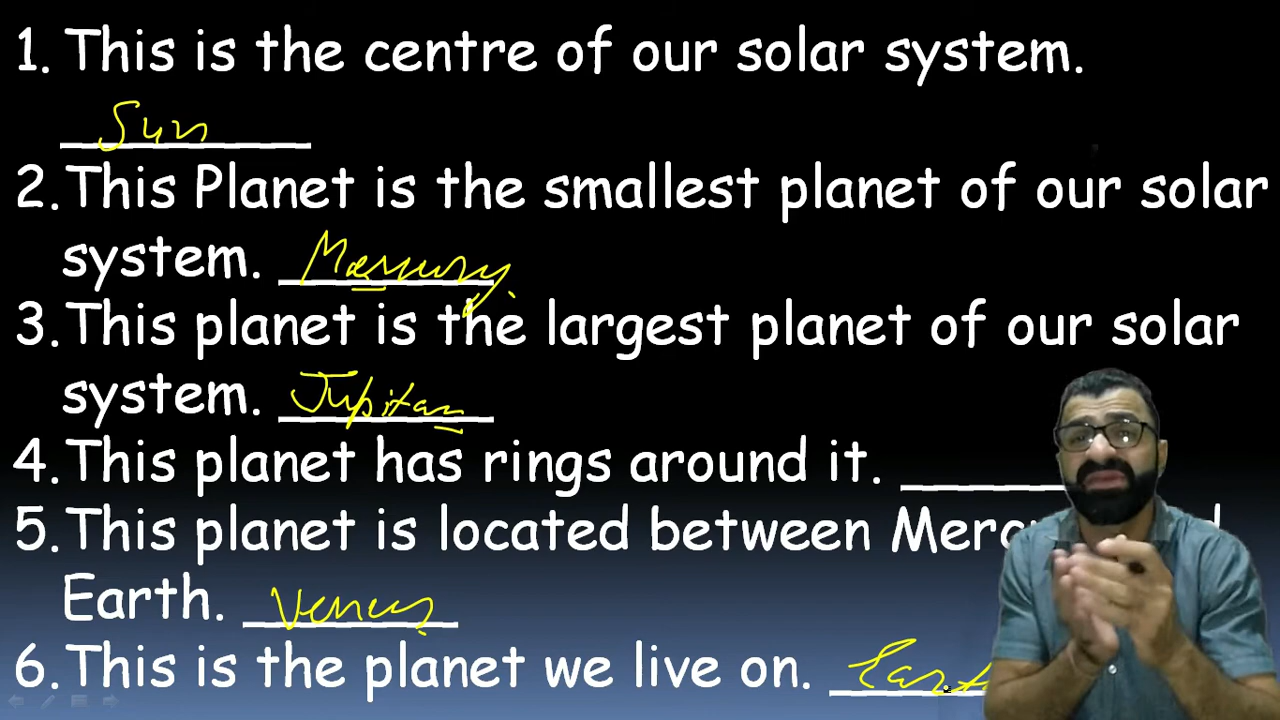 1. This is the centre of our solar system.
Sun
2. This Planet is the smallest planet of our solar
system. Mercury
3. This planet is the largest planet of our solar
system. Jupiter
4. This planet has rings around it.
5. This planet is located between
Earth. Venus
6. This is the planet we live on. Earth